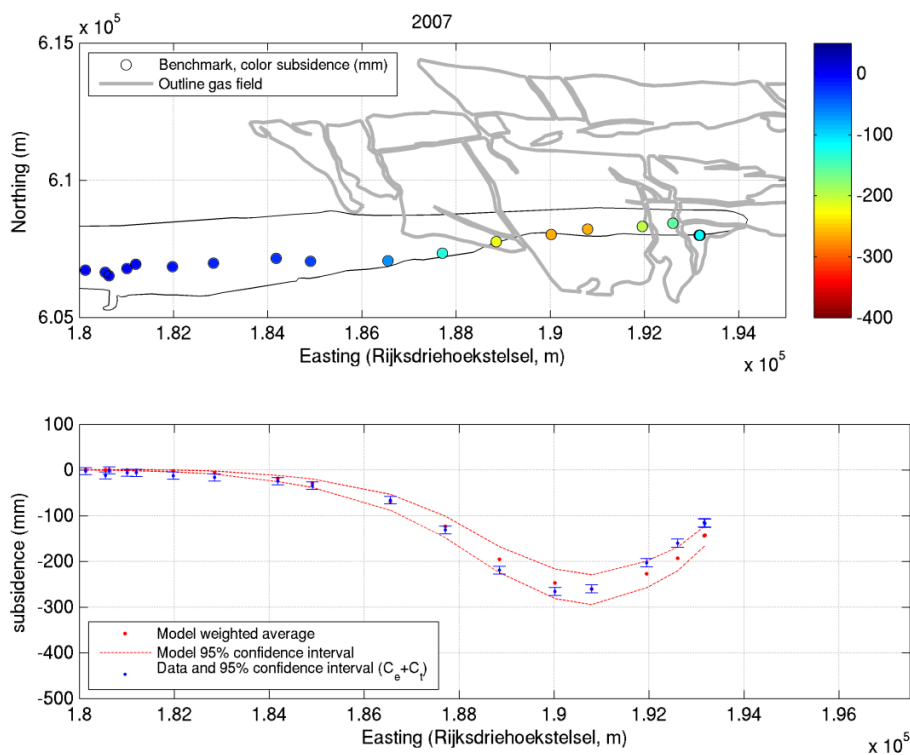 2007
x 10^5
6.15
6.1
6.05
Northing (m)
Benchmark, color subsidence (mm)
Outline gas field
1.8 1.82 1.84 1.86 1.88 1.9 1.92 1.94
Easting (Rijksdriehoekstelsel, m)
x 10^5
0
-100
-200
-300
-400
100
0
-100
-200
-300
-400
-500
subsidence (mm)
Model weighted average
Model 95% confidence interval
Data and 95% confidence interval (C_e+C_t)
1.8 1.82 1.84 1.86 1.88 1.9 1.92 1.94 1.96
Easting (Rijksdriehoekstelsel, m)
x 10^5